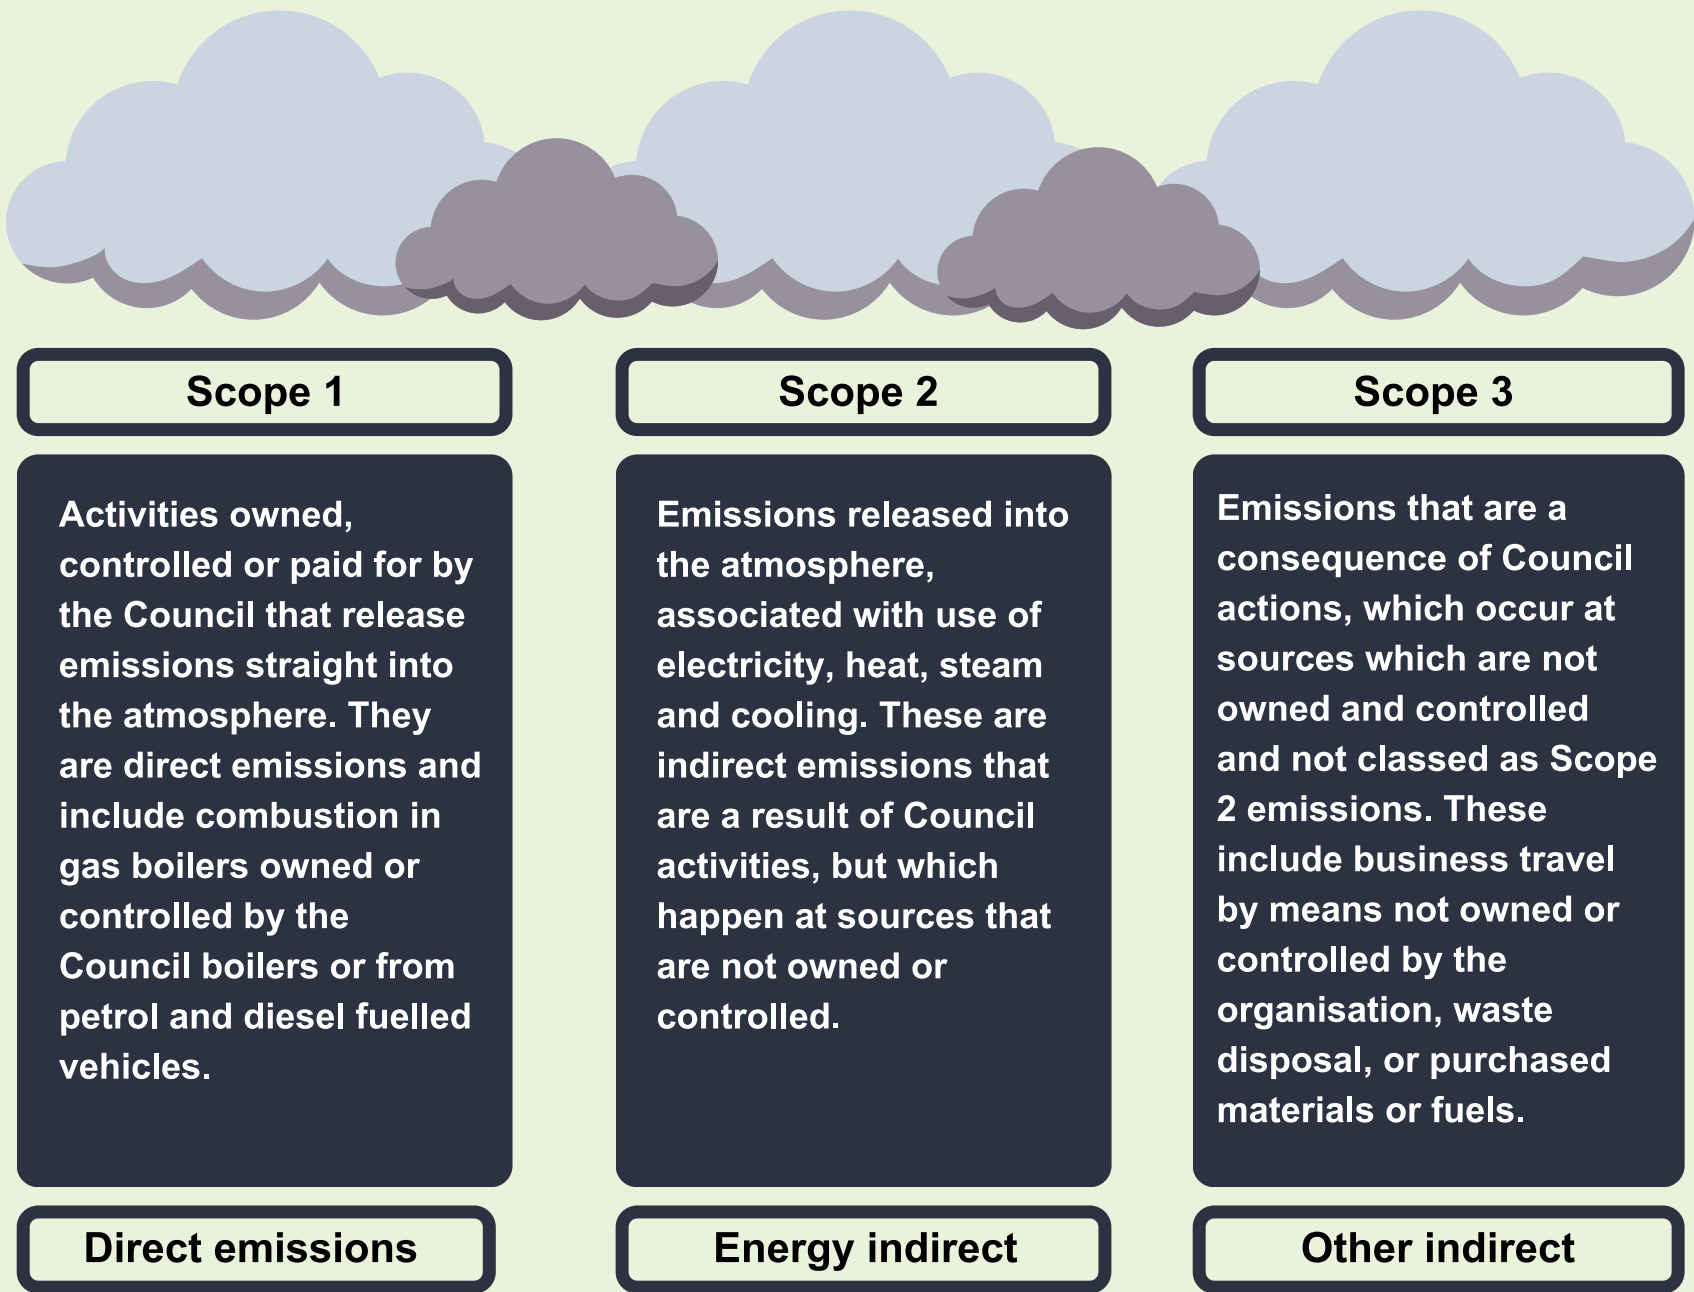 Scope 1
Activities owned,
controlled or paid for by
the Council that release
emissions straight into
the atmosphere. They
are direct emissions and
include combustion in
gas boilers owned or
controlled by the
Council boilers or from
petrol and diesel fuelled
vehicles.
Direct emissions
Scope 2
Emissions released into
the atmosphere,
associated with use of
electricity, heat, steam
and cooling. These are
indirect emissions that
are a result of Council
activities, but which
happen at sources that
are not owned or
controlled.
Energy indirect
Scope 3
Emissions that are a
consequence of Council
actions, which occur at
sources which are not
owned and controlled
and not classed as Scope
2 emissions. These
include business travel
by means not owned or
controlled by the
organisation, waste
disposal, or purchased
materials or fuels.
Other indirect